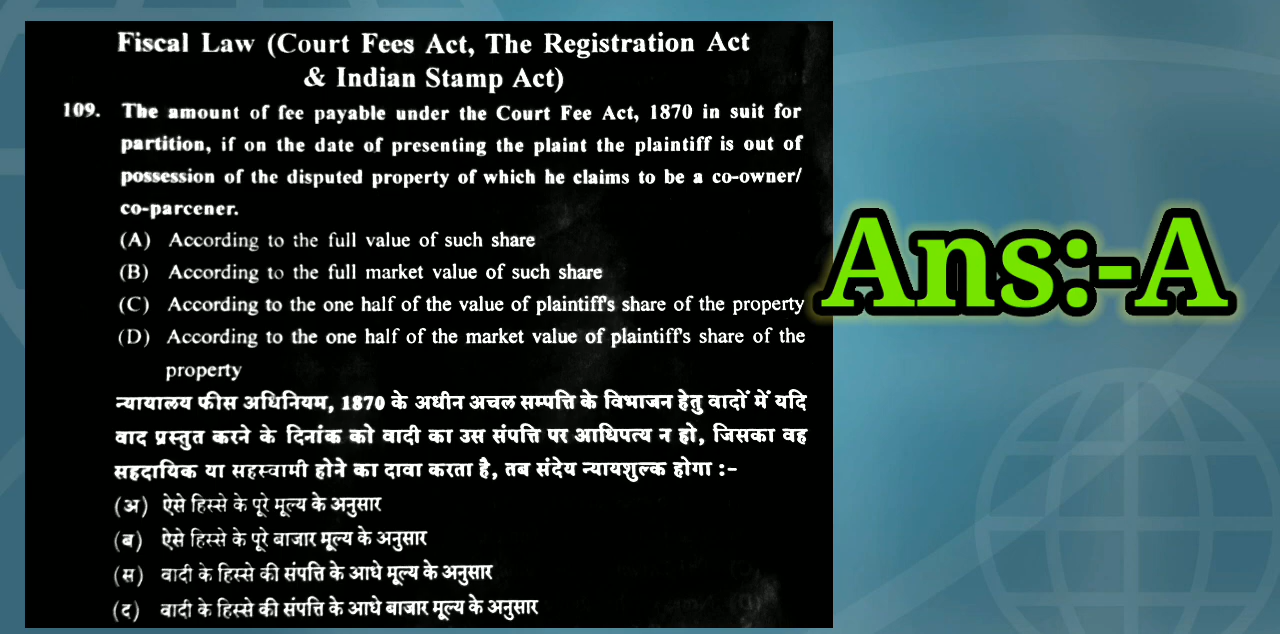 Fiscal Law (Court Fees Act, The Registration Act
& Indian Stamp Act)
109. The amount of fee payable under the Court Fee Act, 1870 in suit for
partition, if on the date of presenting the plaint the plaintiff is out of
possession of the disputed property of which he claims to be a co-owner/
co-parcener.
(A) According to the full value of such share
(B) According to the full market value of such share
(C) According to the one half of the value of plaintiff's share of the property
(D) According to the one half of the market value of plaintiff's share of the
property
न्यायालय फीस अधिनियम, 1870 के अधीन अचल सम्पत्ति के विभाजन हेतु वादों में यदि
वाद प्रस्तुत करने के दिनांक को वादी का उस संपत्ति पर आधिपत्य न हो, जिसका वह
सहदायिक या सहस्वामी होने का दावा करता है, तब संदेय न्यायशुल्क होगा :-
(अ) ऐसे हिस्से के पूरे मूल्य के अनुसार
(ब) ऐसे हिस्से के पूरे बाजार मूल्य के अनुसार
(स) वादी के हिस्से की संपत्ति के आधे मूल्य के अनुसार
(द) वादी के हिस्से की संपत्ति के आधे बाजार मूल्य के अनुसार
Ans:-A